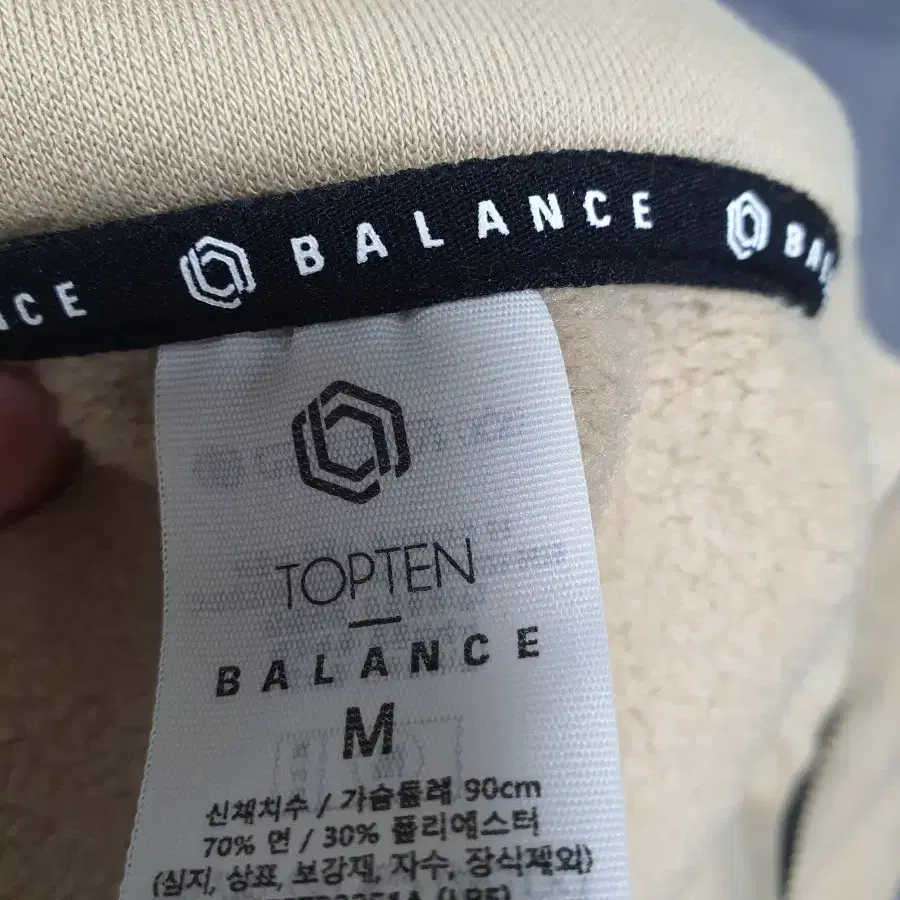 BALANCE
TOPTEN
BALANCE
M
신체치수 / 가슴둘레 90cm
70% 면 / 30% 폴리에스터
(심지, 상표, 보강재, 자수, 장식제외)